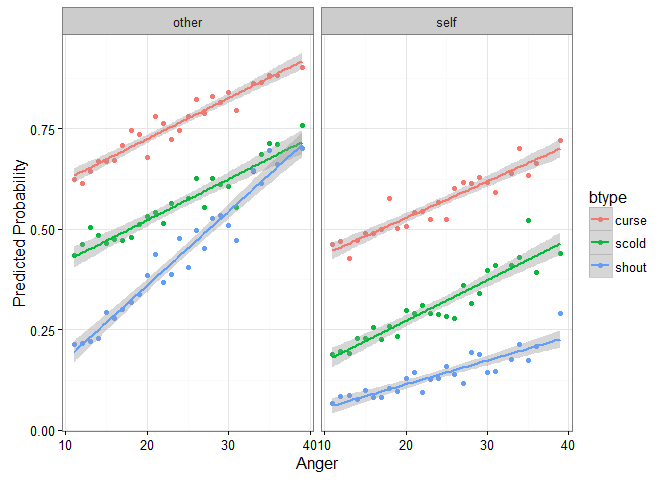 other self
Predicted Probability
0.75
0.50
0.25
0.00
10 20 30 40 10 20 30 40
Anger
btype
curse
scold
shout